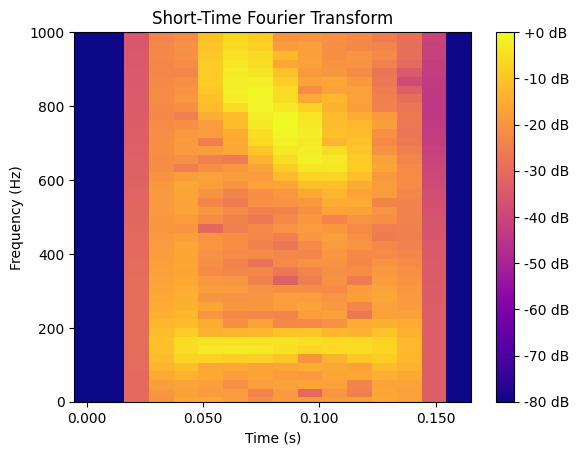 Short-Time Fourier Transform
1000
800
600
400
200
0
Frequency (Hz)
0.000
0.050
0.100
0.150
Time (s)
+0 dB
-10 dB
-20 dB
-30 dB
-40 dB
-50 dB
-60 dB
-70 dB
-80 dB